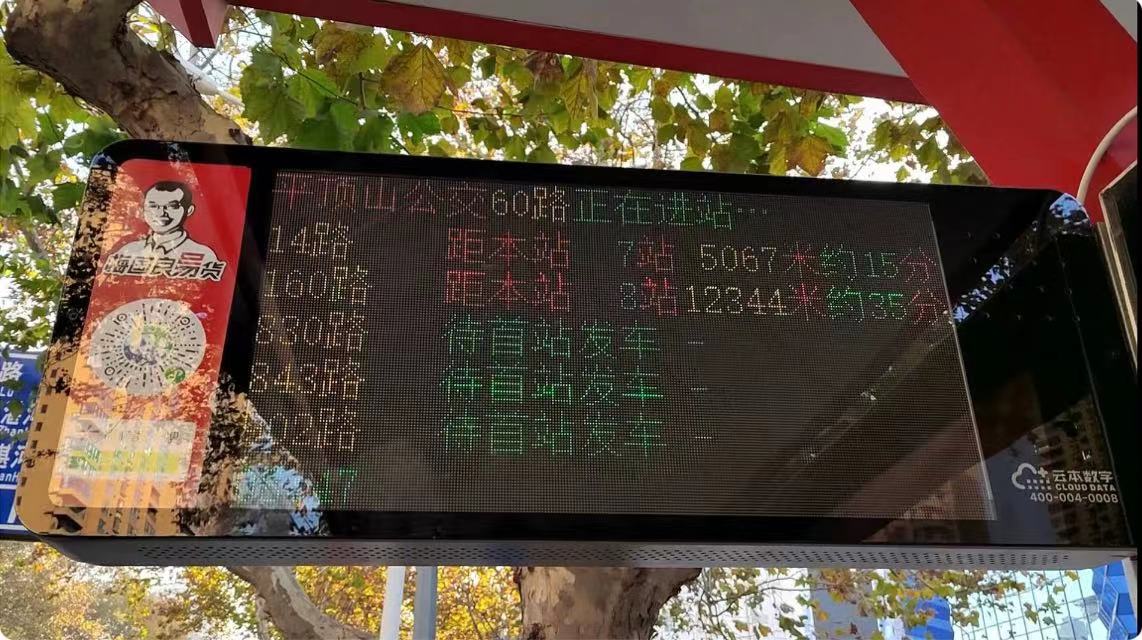 平顶山公交60路正在进站…
14路 距本站 7站 5067米约15分
160路 距本站 8站 12344米约35分
830路 待首站发车 -
643路 待首站发车 -
02路 待首站发车 -
云本数字
CLOUD DATA
400-004-0008